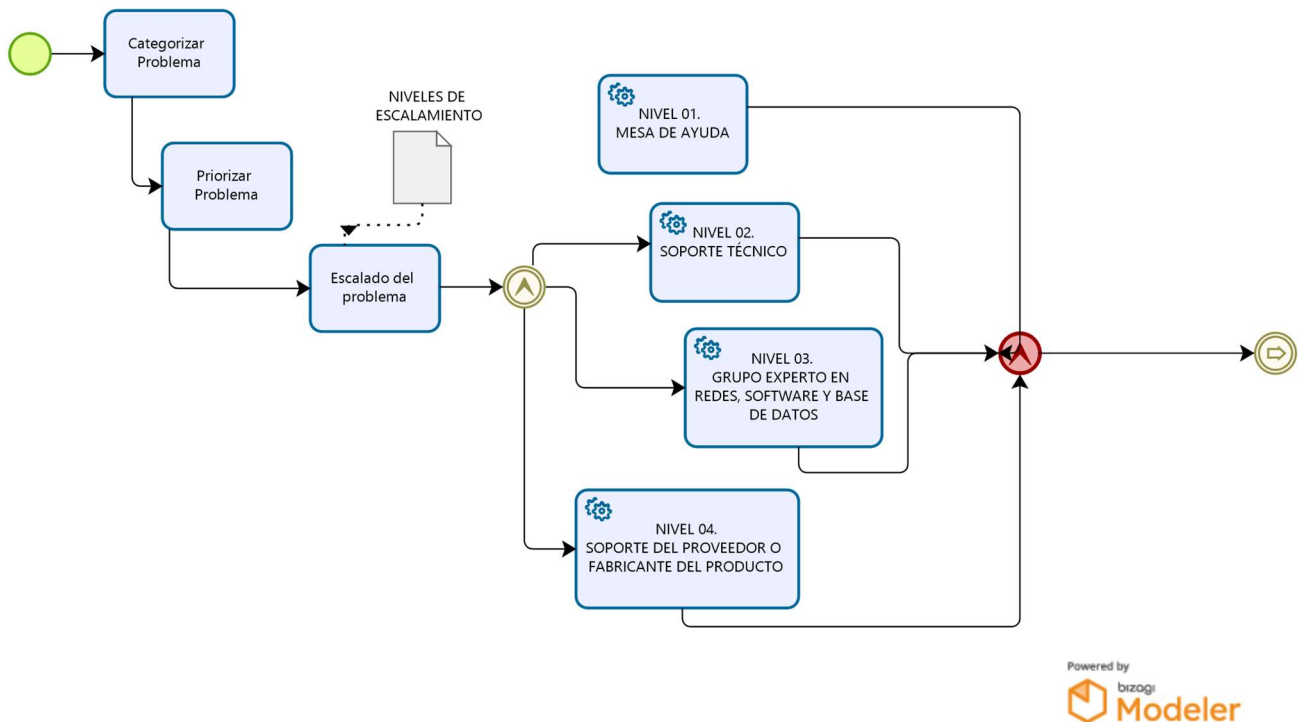 Categorizar
Problema
NIVELES DE
ESCALAMIENTO
NIVEL 01.
MESA DE AYUDA
Priorizar
Problema
NIVEL 02.
SOPORTE TÉCNICO
Escalado del
problema
NIVEL 03.
GRUPO EXPERTO EN
REDES, SOFTWARE Y BASE
DE DATOS
NIVEL 04.
SOPORTE DEL PROVEEDOR O
FABRICANTE DEL PRODUCTO
Powered by
bizagi
Modeler